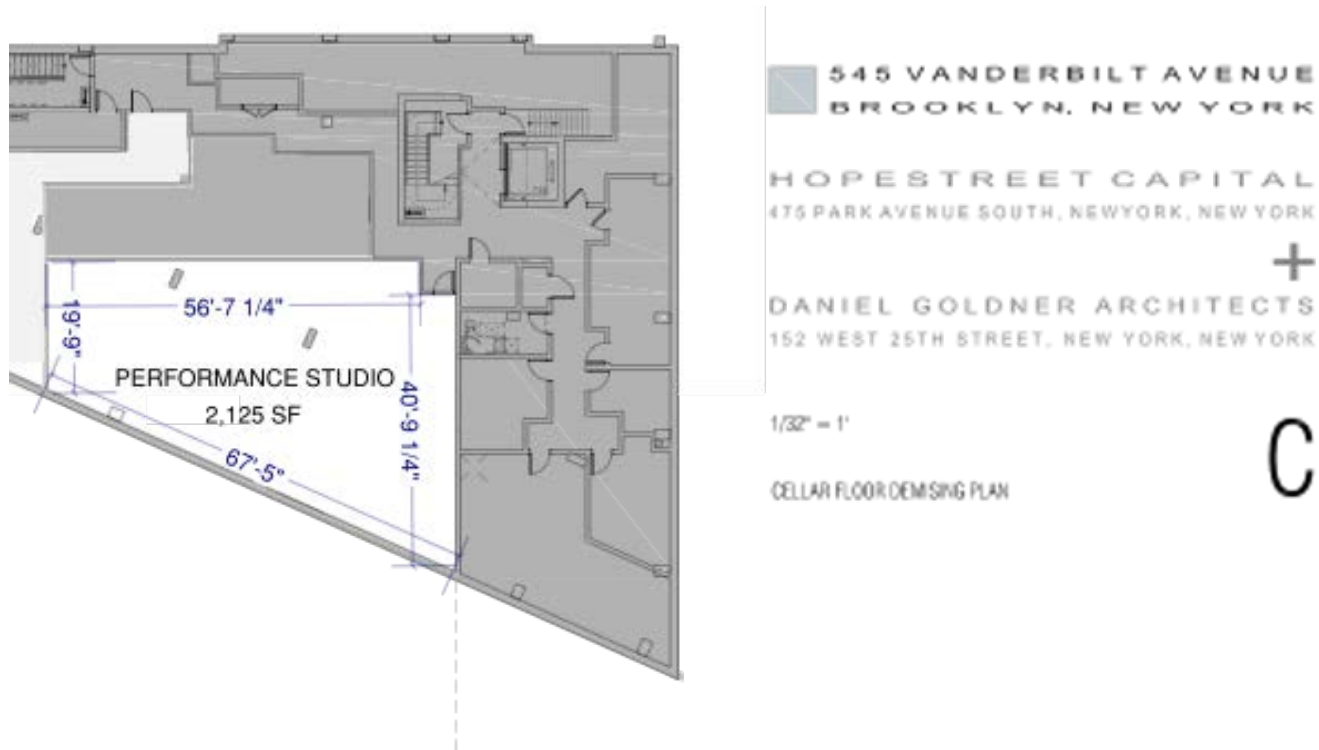 56'-7 1/4"
19'-9"
PERFORMANCE STUDIO
2,125 SF
40'-9 1/4"
67'-5"
545 VANDERBILT AVENUE
BROOKLYN, NEW YORK
HOPESTREET CAPITAL
475 PARK AVENUE SOUTH, NEWYORK, NEW YORK
+
DANIEL GOLDNER ARCHITECTS
152 WEST 25TH STREET, NEW YORK, NEW YORK
1/32" = 1'
C
CELLAR FLOOR DEMISING PLAN